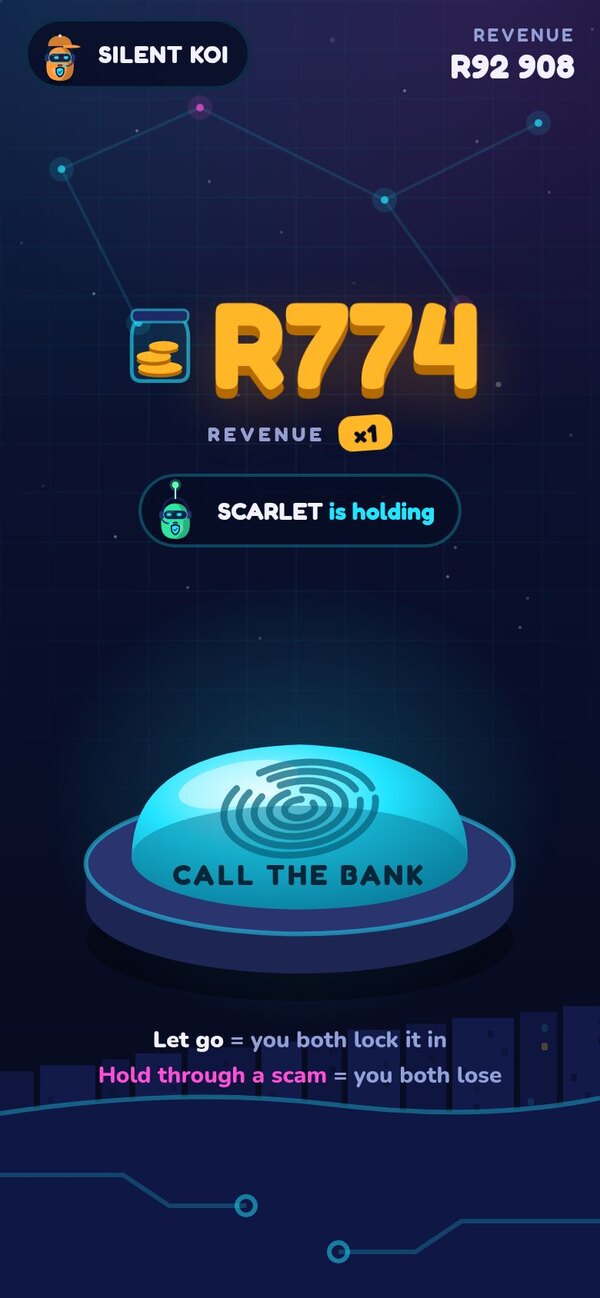 SILENT KOI
REVENUE
R92 908
R774
REVENUE x1
SCARLET is holding
CALL THE BANK
Let go = you both lock it in
Hold through a scam = you both lose